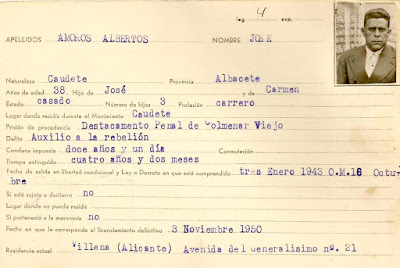 leg. 4 exp.
APELLIDOS AMOROS ALBERTOS NOMBRE JOSE
Naturaleza Caudete Provincia Albacete
Años de edad 38 Hijo de José y de Carmen
Estado casado Número de hijos 3 Profesión carrero
Lugar donde residía durante el Movimiento Caudete
Prisión de procedencia Destacamento Penal de Colmenar Viejo
Delito Auxilio a la rebelión
Condena impuesta doce años y un día Conmutación
Tiempo extinguido cuatro años y dos meses
Fecha de salida en libertad condicional y Ley o Decreto en que está comprendido tres Enero 1943 O.M.16 Octu-
bre
Si está sujeto a destierro no
Lugar donde no puede residir
Si perteneció a la masonería no
Fecha en que le corresponde el licenciamiento definitivo 3 Noviembre 1950
Residencia actual Villena (Alicante) Avenida del Generalisimo nº. 21